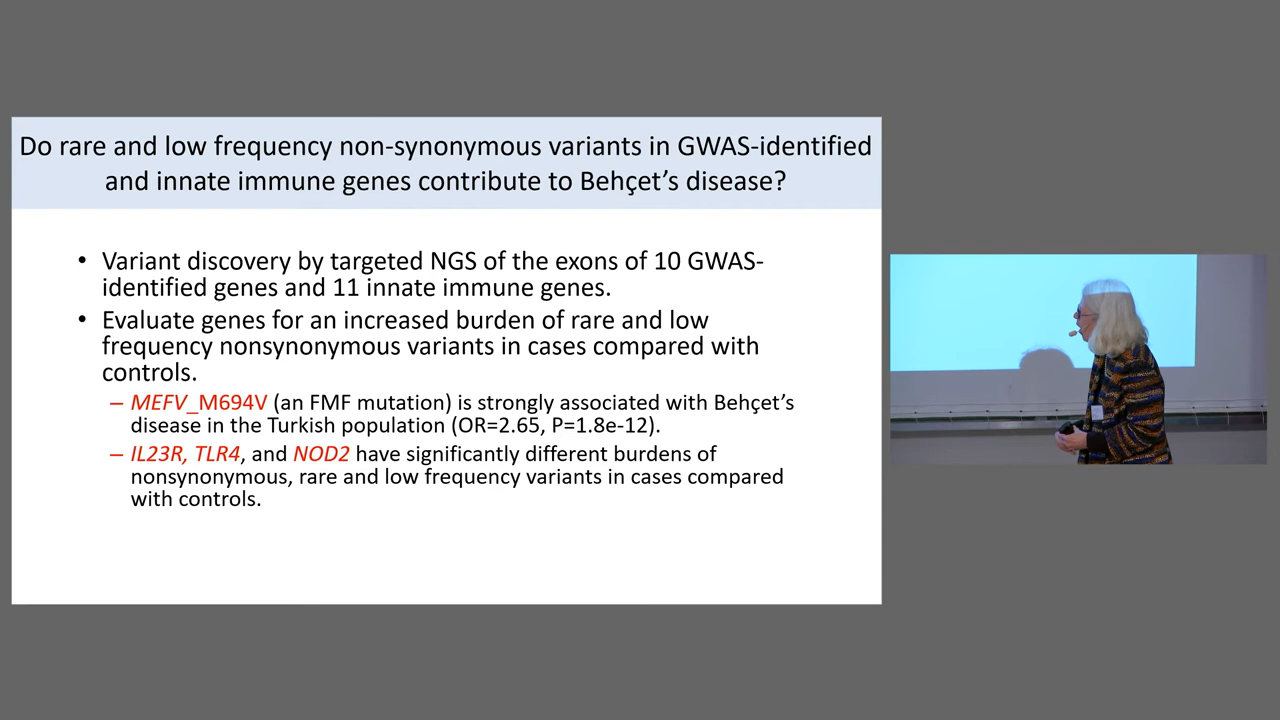 Do rare and low frequency non-synonymous variants in GWAS-identified
and innate immune genes contribute to Behçet’s disease?
• Variant discovery by targeted NGS of the exons of 10 GWAS-
identified genes and 11 innate immune genes.
• Evaluate genes for an increased burden of rare and low
frequency nonsynonymous variants in cases compared with
controls.
– MEFV_M694V (an FMF mutation) is strongly associated with Behçet’s
disease in the Turkish population (OR=2.65, P=1.8e-12).
– IL23R, TLR4, and NOD2 have significantly different burdens of
nonsynonymous, rare and low frequency variants in cases compared
with controls.